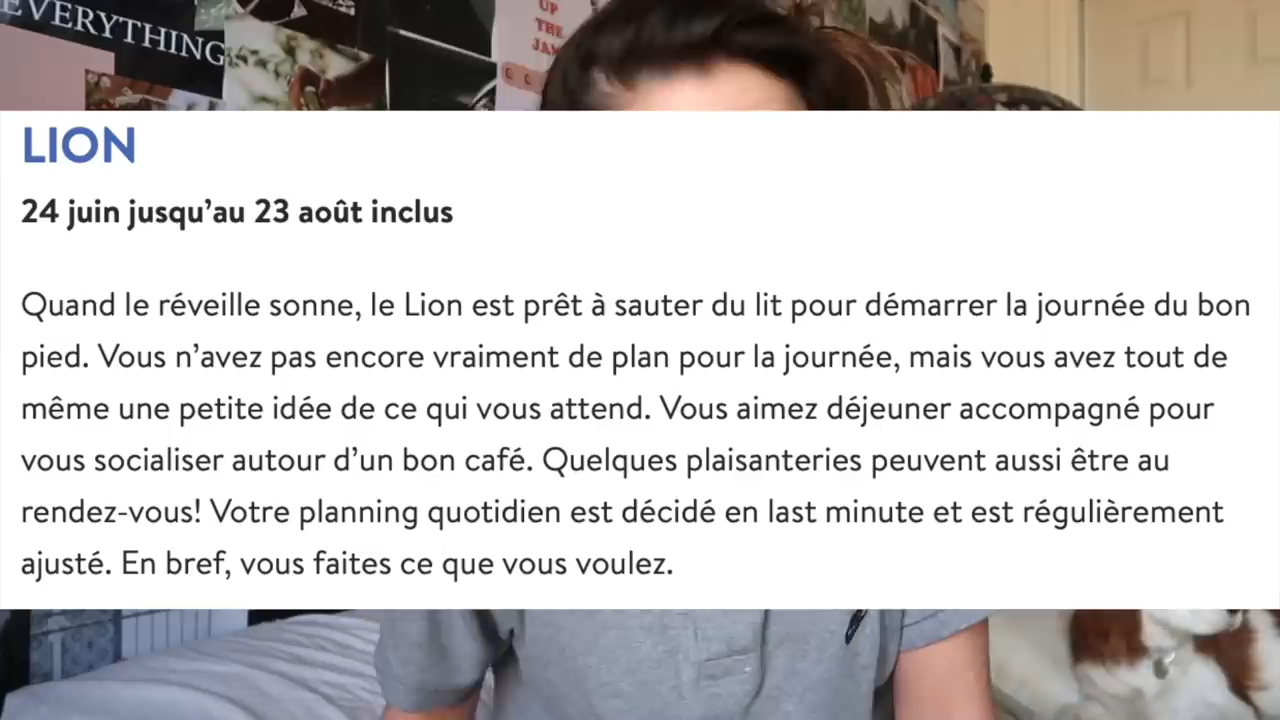 EVERYTHING
UP
THE
JAM
LION
24 juin jusqu’au 23 août inclus
Quand le réveille sonne, le Lion est prêt à sauter du lit pour démarrer la journée du bon
pied. Vous n’avez pas encore vraiment de plan pour la journée, mais vous avez tout de
même une petite idée de ce qui vous attend. Vous aimez déjeuner accompagné pour
vous socialiser autour d’un bon café. Quelques plaisanteries peuvent aussi être au
rendez-vous! Votre planning quotidien est décidé en last minute et est régulièrement
ajusté. En bref, vous faites ce que vous voulez.